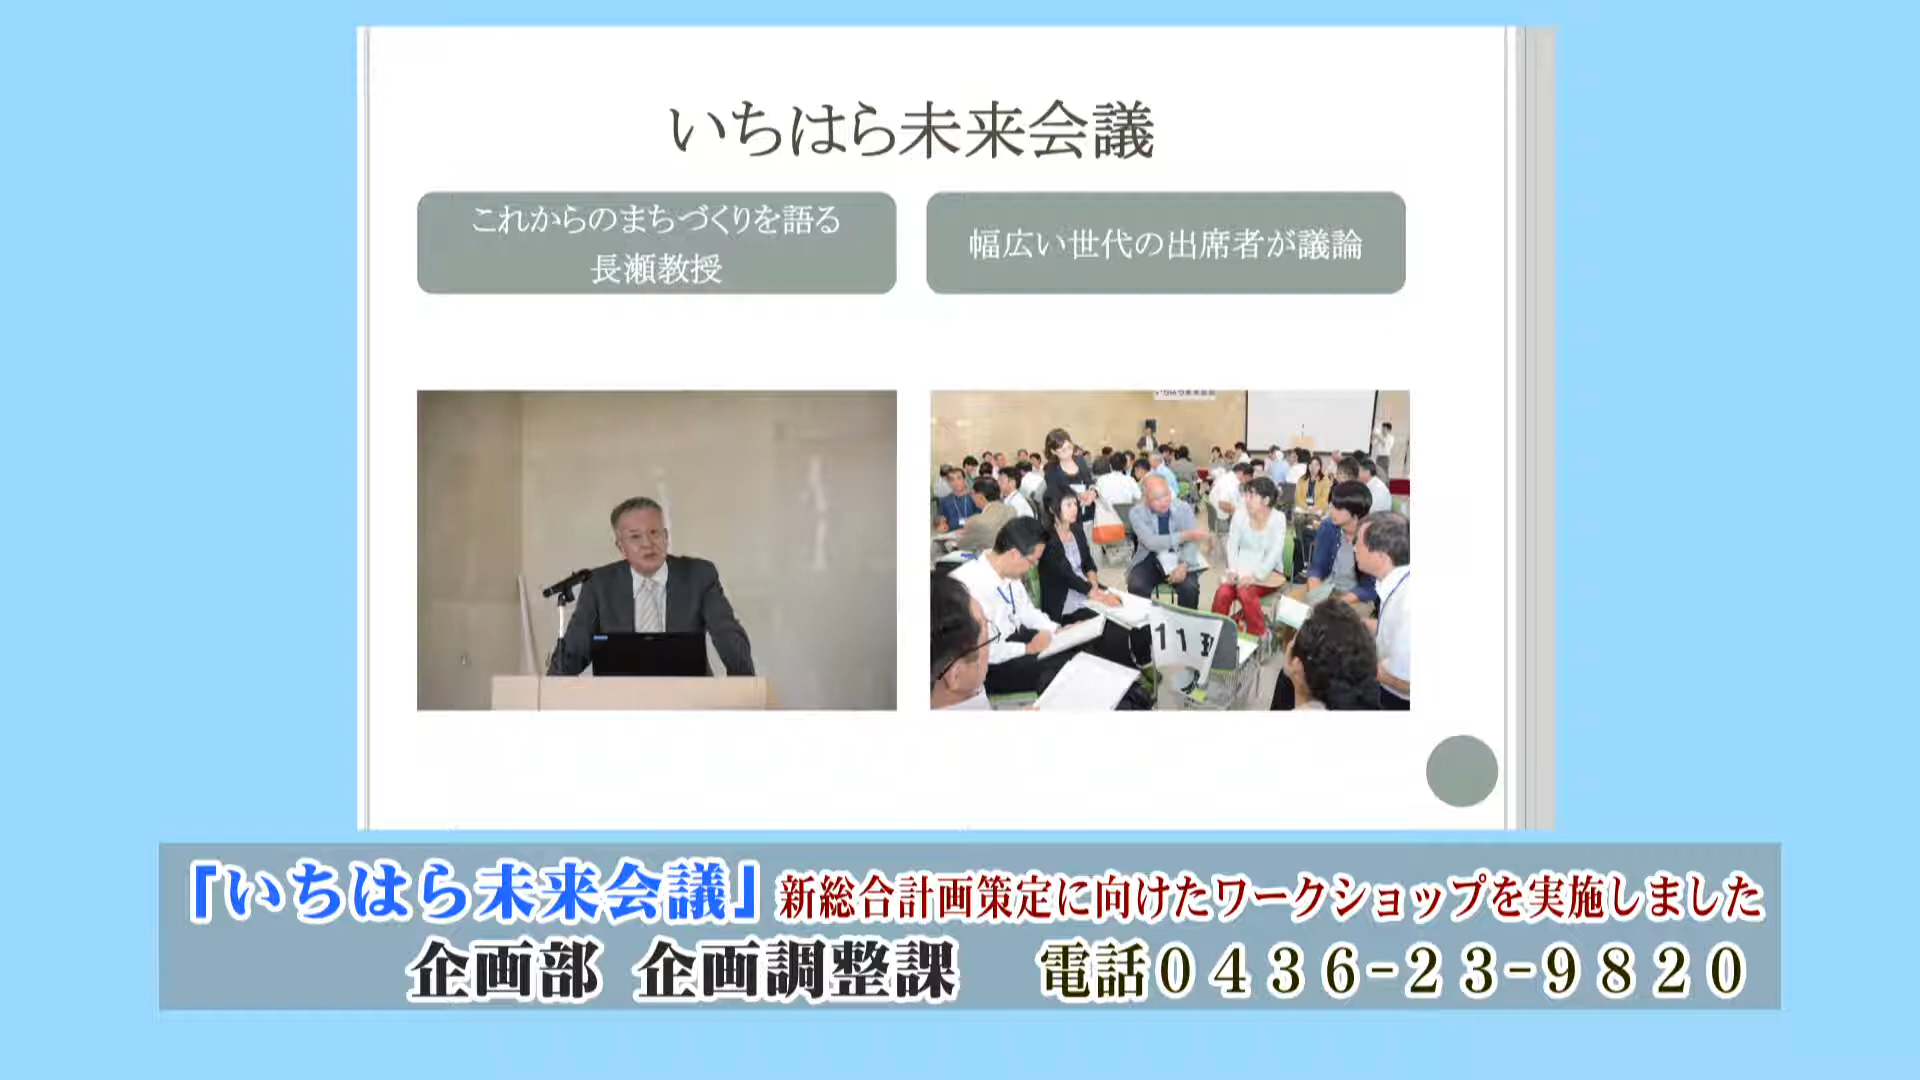 いちはら未来会議
これからのまちづくりを語る
長瀬教授
幅広い世代の出席者が議論
11班
「いちはら未来会議」新総合計画策定に向けたワークショップを実施しました
企画部 企画調整課 電話0436-23-9820